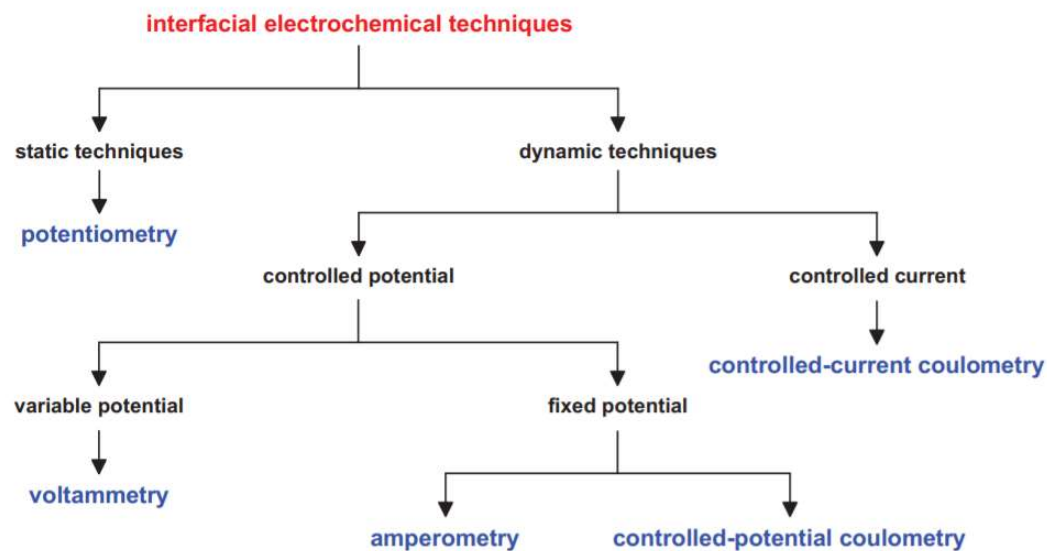 interfacial electrochemical techniques
static techniques
dynamic techniques
potentiometry
controlled potential
controlled current
controlled-current coulometry
variable potential
fixed potential
voltammetry
amperometry
controlled-potential coulometry